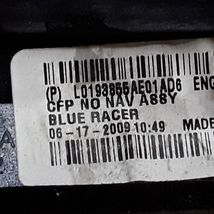 (P) L0193866AE01AD6 ENG
CFP NO NAV ASSY
BLUE RACER
06-17-2009 10:49 MADE
A